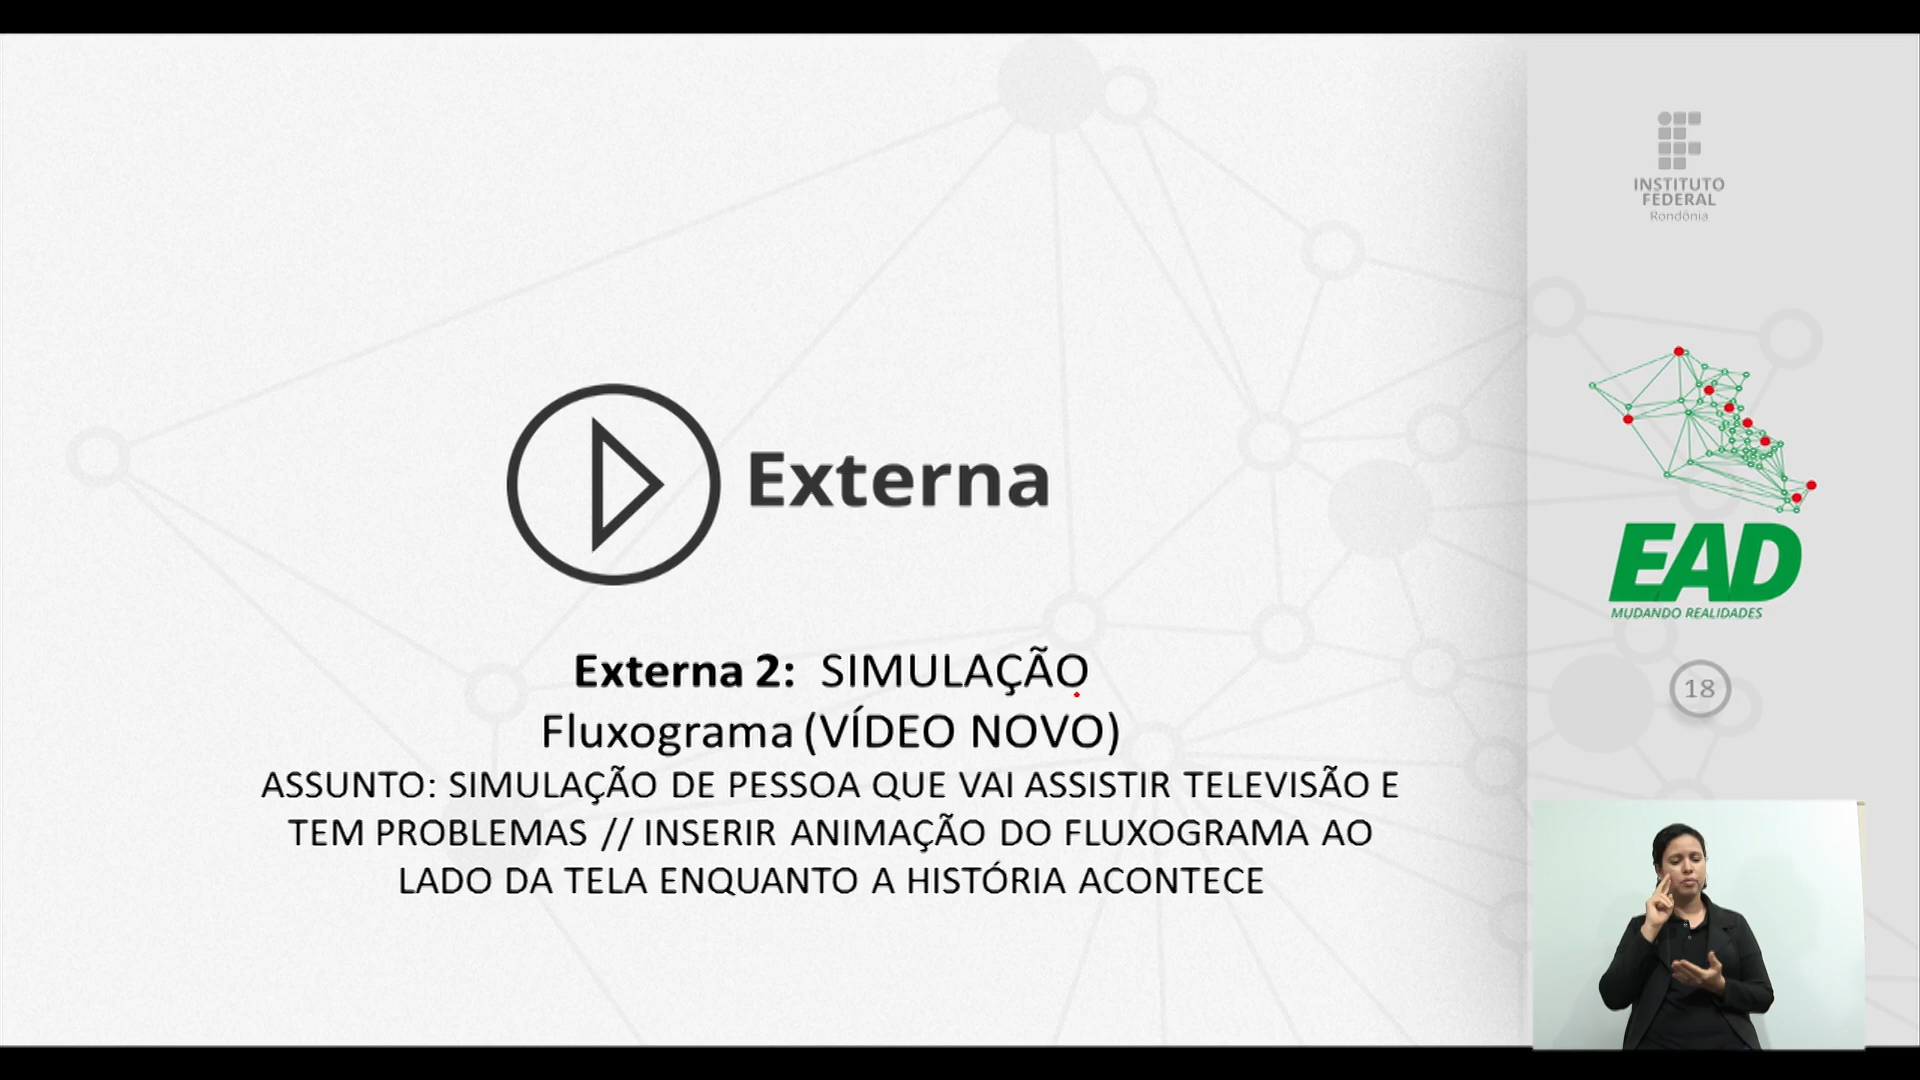 INSTITUTO
FEDERAL
Rondônia
Externa
EAD
MUDANDO REALIDADES
Externa 2: SIMULAÇÃO
18
Fluxograma (VÍDEO NOVO)
ASSUNTO: SIMULAÇÃO DE PESSOA QUE VAI ASSISTIR TELEVISÃO E
TEM PROBLEMAS // INSERIR ANIMAÇÃO DO FLUXOGRAMA AO
LADO DA TELA ENQUANTO A HISTÓRIA ACONTECE